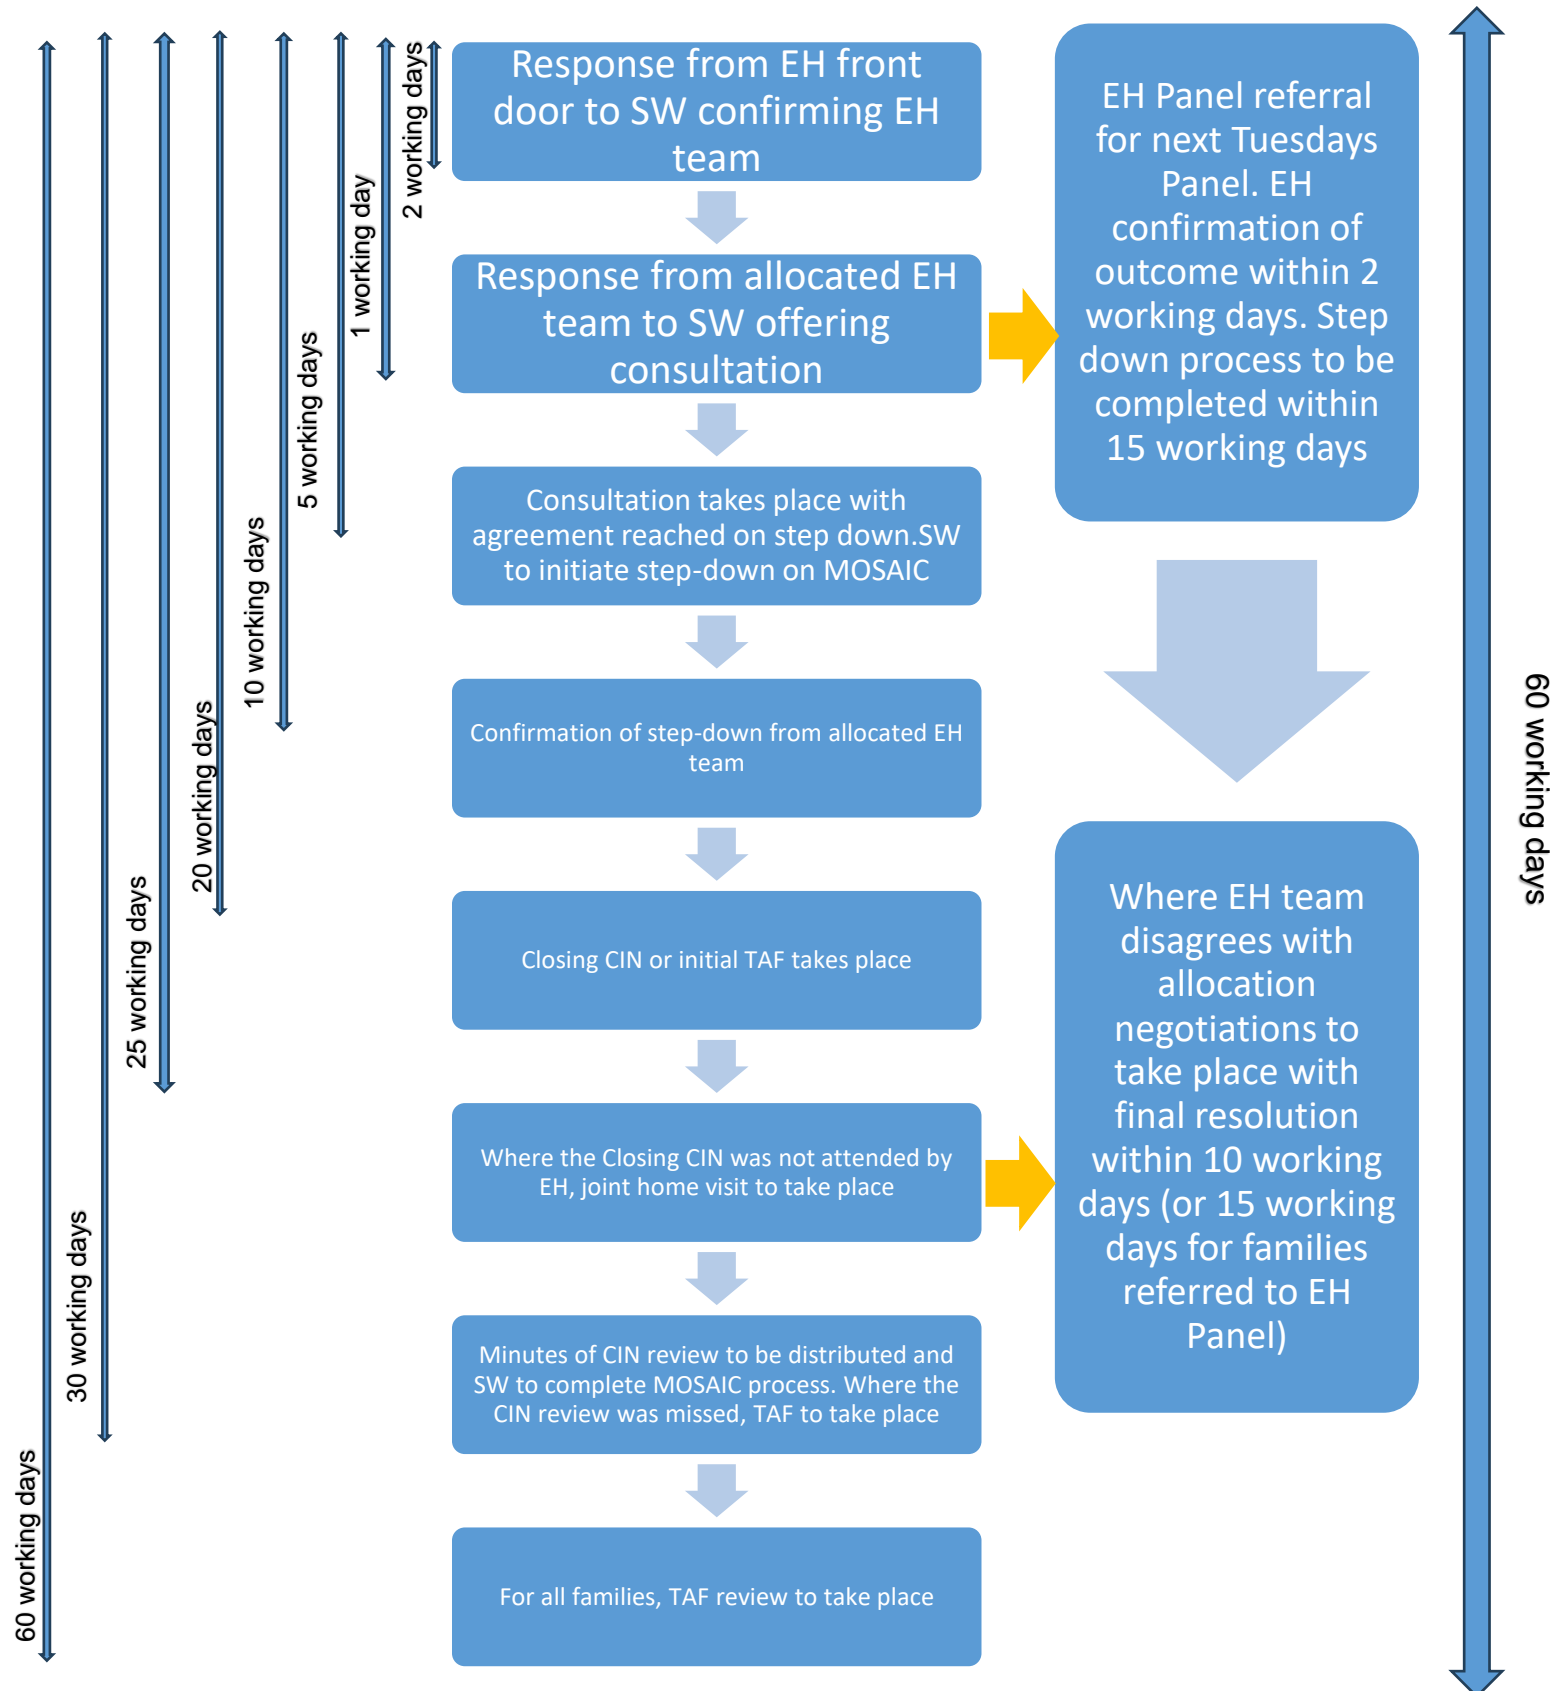 2 working days
1 working day
5 working days
10 working days
20 working days
25 working days
30 working days
60 working days
Response from EH front
door to SW confirming EH
team
Response from allocated EH
team to SW offering
consultation
Consultation takes place with
agreement reached on step down.SW
to initiate step-down on MOSAIC
Confirmation of step-down from allocated EH
team
Closing CIN or initial TAF takes place
Where the Closing CIN was not attended by
EH, joint home visit to take place
Minutes of CIN review to be distributed and
SW to complete MOSAIC process. Where the
CIN review was missed, TAF to take place
For all families, TAF review to take place
EH Panel referral
for next Tuesdays
Panel. EH
confirmation of
outcome within 2
working days. Step
down process to be
completed within
15 working days
Where EH team
disagrees with
allocation
negotiations to
take place with
final resolution
within 10 working
days (or 15 working
days for families
referred to EH
Panel)
60 working days